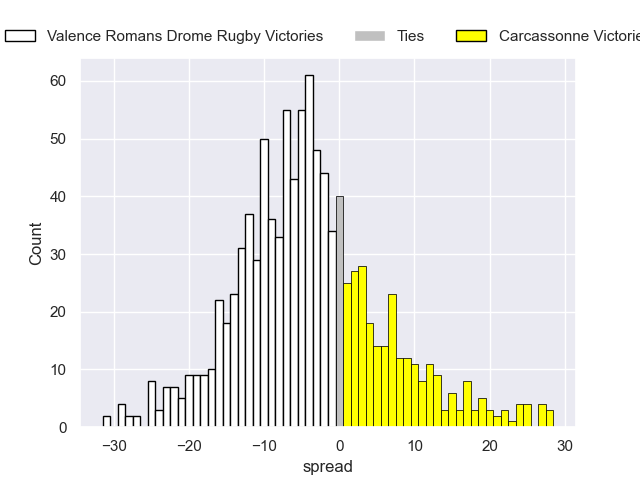 Valence Romans Drome Rugby Victories Ties Carcassonne Victorie
60
50
40
30
20
10
0
Count
−30 −20 −10 0 10 20 30
spread